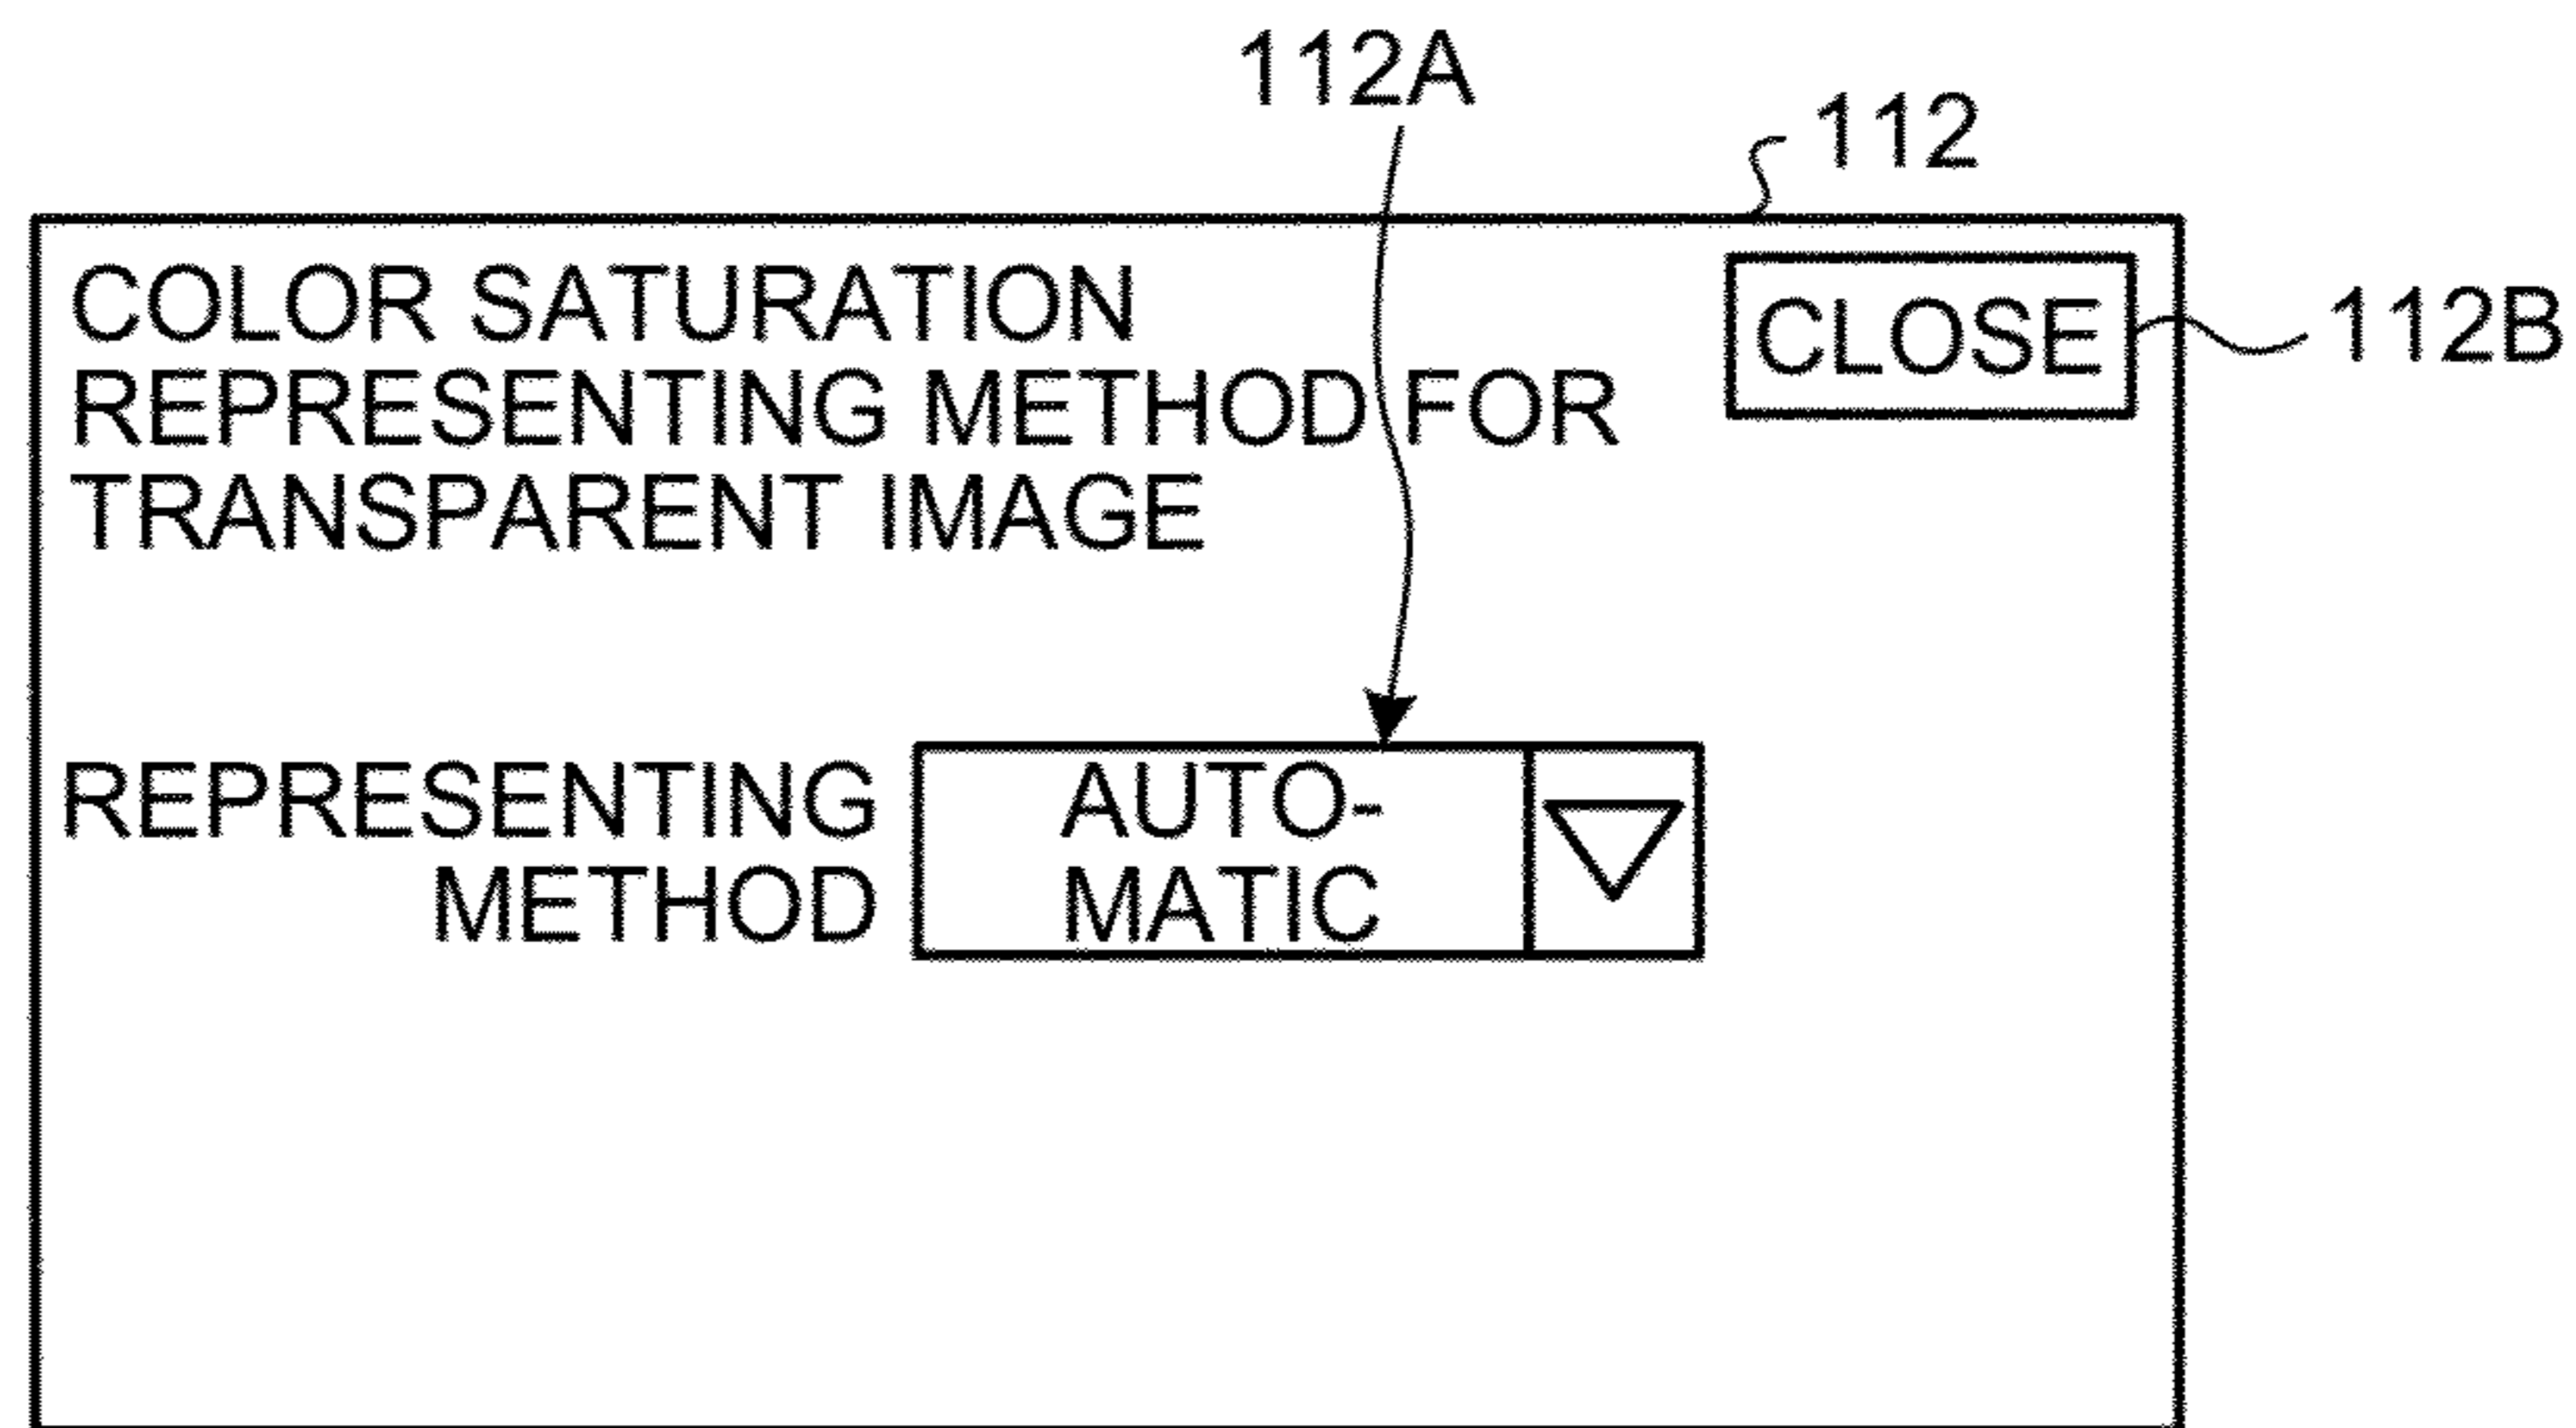 112A
112
COLOR SATURATION
REPRESENTING METHOD FOR
TRANSPARENT IMAGE
CLOSE
112B
REPRESENTING
METHOD
AUTO-
MATIC